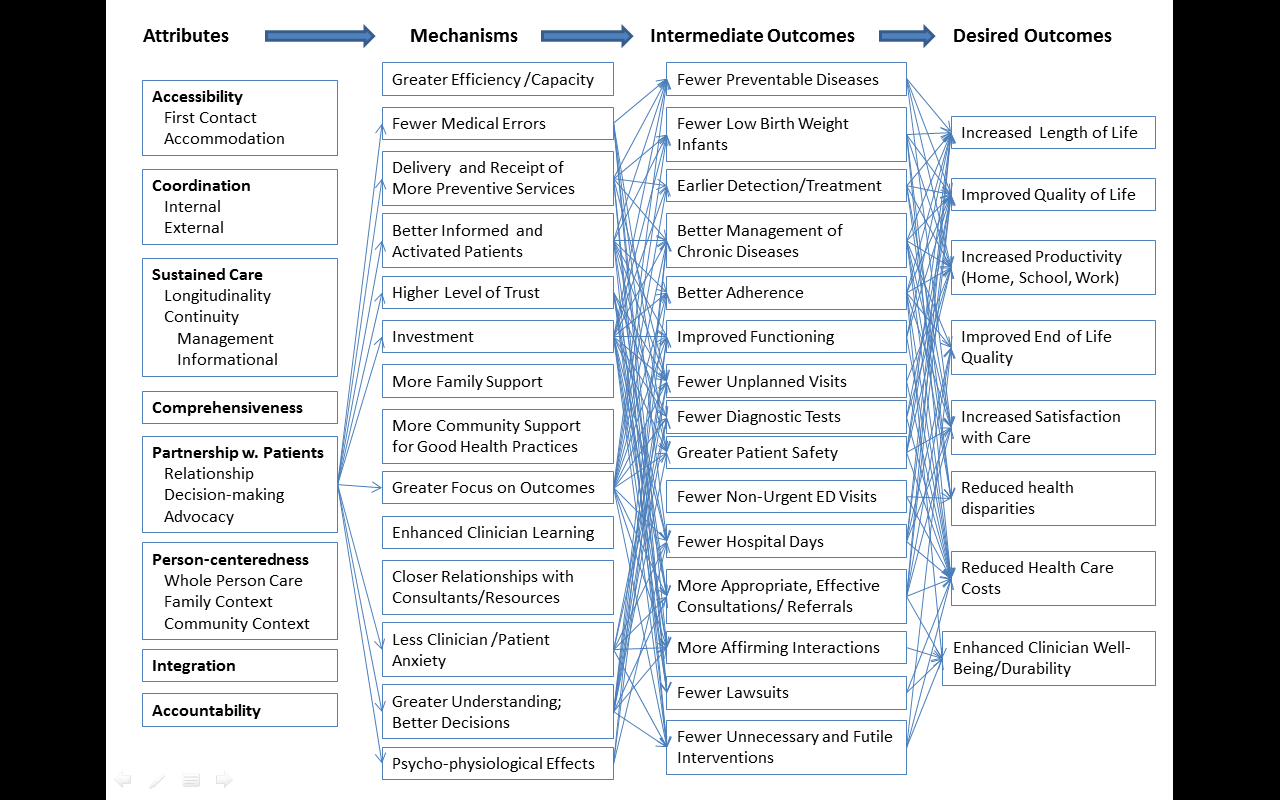 Attributes
Mechanisms
Intermediate Outcomes
Desired Outcomes
Accessibility
First Contact
Accommodation
Coordination
Internal
External
Sustained Care
Longitudinality
Continuity
Management
Informational
Comprehensiveness
Partnership w. Patients
Relationship
Decision-making
Advocacy
Person-centeredness
Whole Person Care
Family Context
Community Context
Integration
Accountability
Greater Efficiency /Capacity
Fewer Medical Errors
Delivery and Receipt of
More Preventive Services
Better Informed and
Activated Patients
Higher Level of Trust
Investment
More Family Support
More Community Support
for Good Health Practices
Greater Focus on Outcomes
Enhanced Clinician Learning
Closer Relationships with
Consultants/Resources
Less Clinician /Patient
Anxiety
Greater Understanding;
Better Decisions
Psycho-physiological Effects
Fewer Preventable Diseases
Fewer Low Birth Weight
Infants
Earlier Detection/Treatment
Better Management of
Chronic Diseases
Better Adherence
Improved Functioning
Fewer Unplanned Visits
Fewer Diagnostic Tests
Greater Patient Safety
Fewer Non-Urgent ED Visits
Fewer Hospital Days
More Appropriate, Effective
Consultations/ Referrals
More Affirming Interactions
Fewer Lawsuits
Fewer Unnecessary and Futile
Interventions
Increased Length of Life
Improved Quality of Life
Increased Productivity
(Home, School, Work)
Improved End of Life
Quality
Increased Satisfaction
with Care
Reduced health
disparities
Reduced Health Care
Costs
Enhanced Clinician Well-
Being/Durability